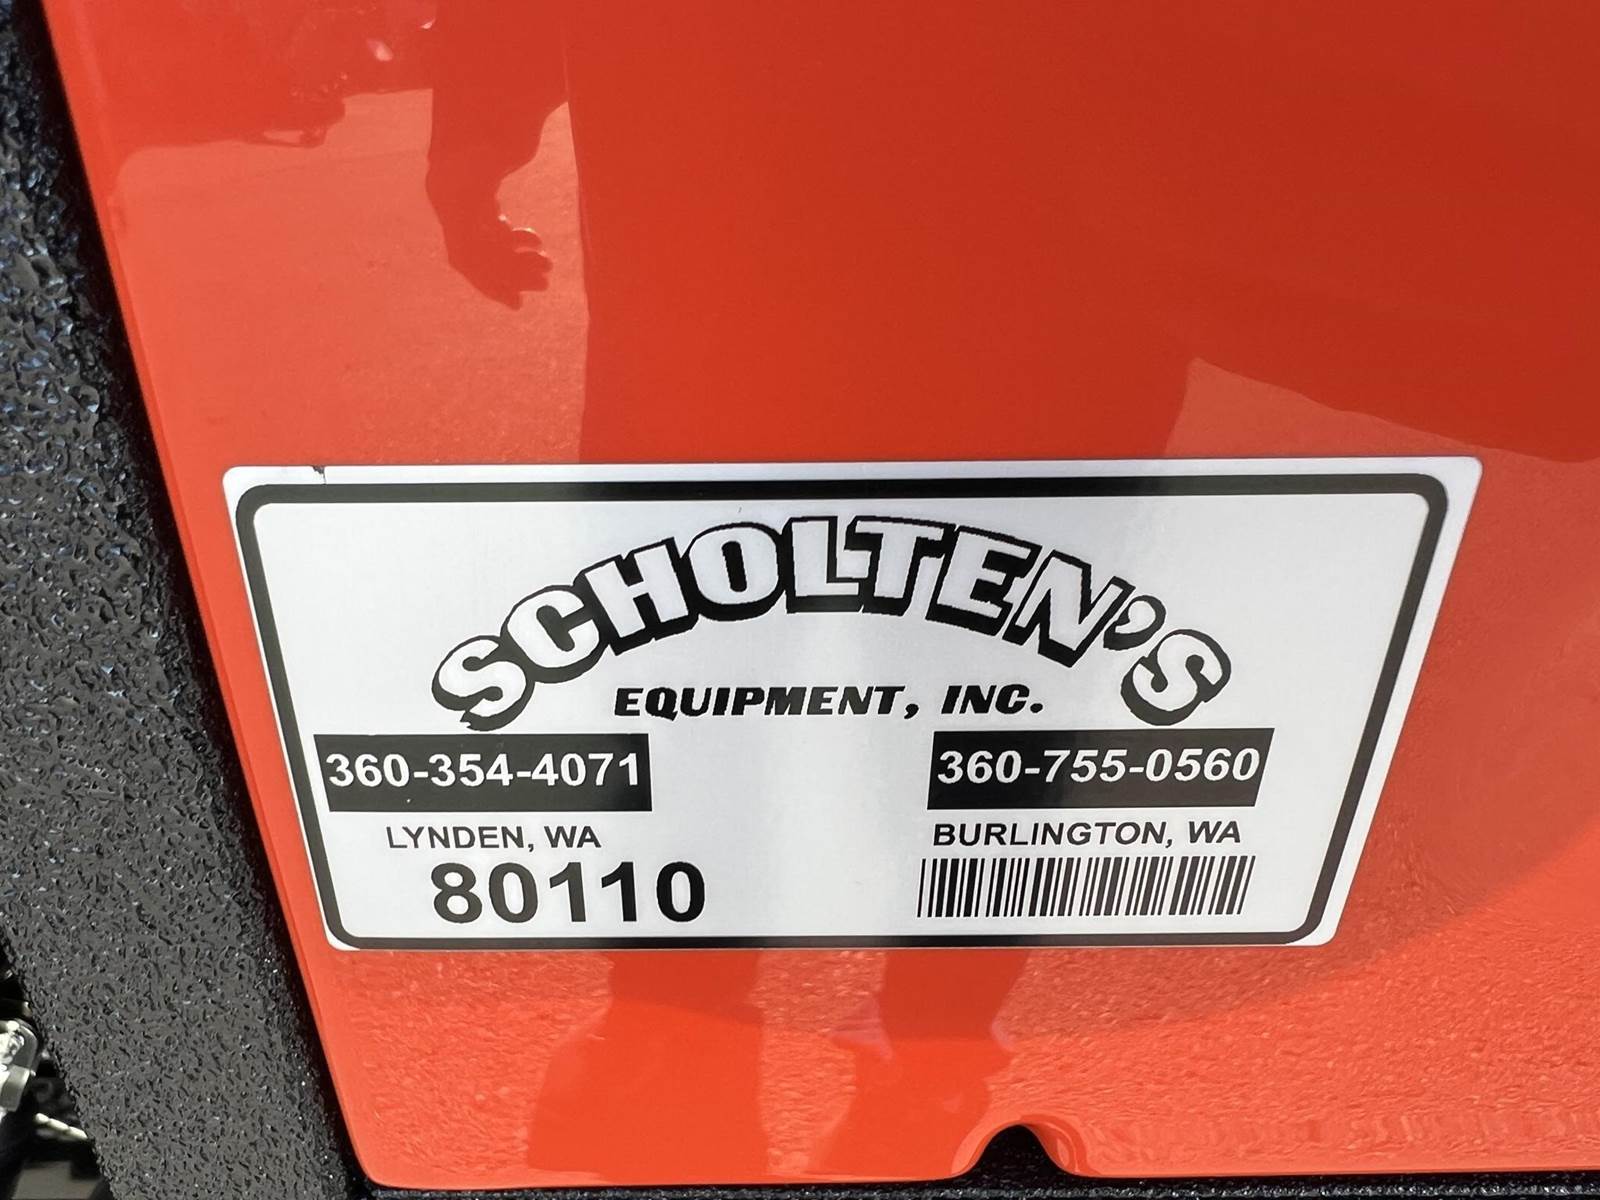 SCHOLTEN'S
EQUIPMENT, INC.
360-354-4071
LYNDEN, WA
80110
360-755-0560
BURLINGTON, WA